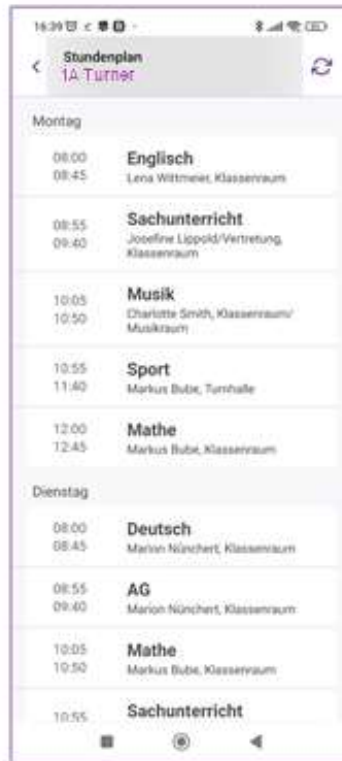 16:39
Stundenplan
1A Turner
Montag
08:00
08:45
Englisch
Lena Wittmeier, Klassenraum
08:55
09:40
Sachunterricht
Josefine Lippold/Vertretung,
Klassenraum
10:05
10:50
Musik
Charlotte Smith, Klassenraum/
Musikraum
10:55
11:40
Sport
Markus Bube, Turnhalle
12:00
12:45
Mathe
Markus Bube, Klassenraum
Dienstag
08:00
08:45
Deutsch
Marion Nünchert, Klassenraum
08:55
09:40
AG
Marion Nünchert, Klassenraum
10:05
10:50
Mathe
Markus Bube, Klassenraum
10:55
Sachunterricht